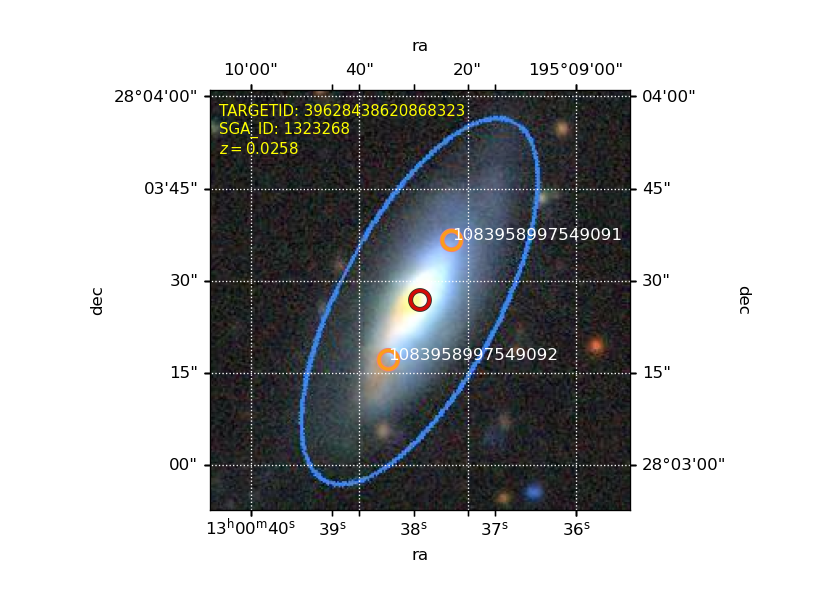 ra
10'00" 40" 20" 195°09'00"
28°04'00" 04'00"
TARGETID: 39628438620868323
SGA_ID: 1323268
z = 0.0258
03'45" 45"
1083958997549091
30" 30"
dec dec
1083958997549092
15" 15"
00" 28°03'00"
13ʰ00ᵐ40ˢ 39ˢ 38ˢ 37ˢ 36ˢ
ra